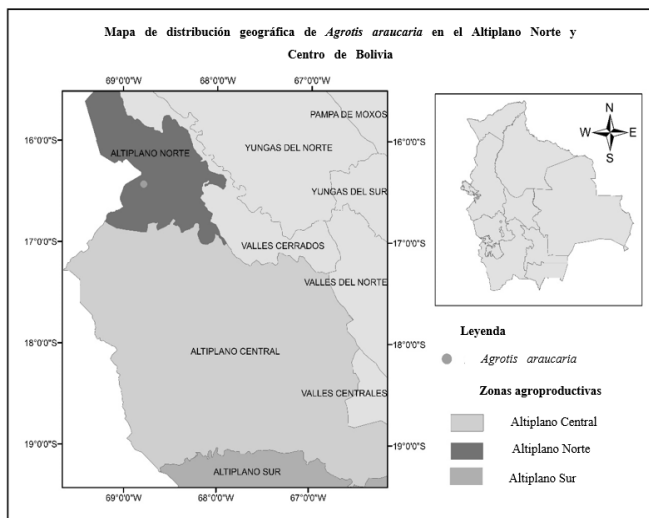 Mapa de distribución geográfica de Agrotis araucaria en el Altiplano Norte y
Centro de Bolivia
69°0'0"W 68°0'0"W 67°0'0"W
16°0'0"S
17°0'0"S
18°0'0"S
19°0'0"S
PAMPA DE MOXOS
ALTIPLANO NORTE
YUNGAS DEL NORTE
YUNGAS DEL SUR
VALLES CERRADOS
VALLES DEL NORTE
ALTIPLANO CENTRAL
VALLES CENTRALES
ALTIPLANO SUR
16°0'0"S
17°0'0"S
18°0'0"S
19°0'0"S
69°0'0"W 68°0'0"W 67°0'0"W
N
W E
S
Leyenda
Agrotis araucaria
Zonas agroproductivas
Altiplano Central
Altiplano Norte
Altiplano Sur